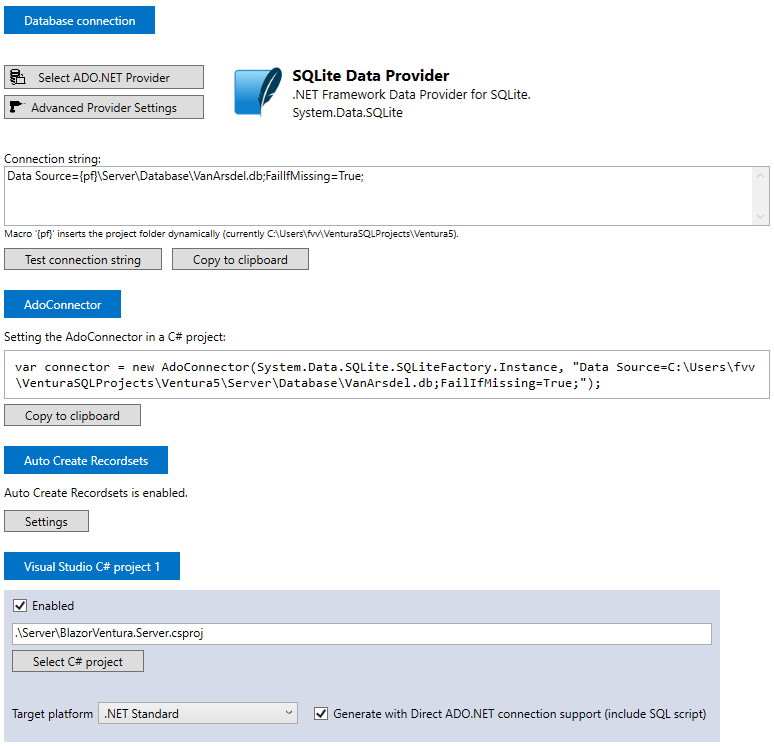 Database connection
Select ADO.NET Provider
Advanced Provider Settings
SQLite Data Provider
.NET Framework Data Provider for SQLite.
System.Data.SQLite
Connection string:
Data Source={pf}\Server\Database\VanArsdel.db;FailIfMissing=True;
Macro '{pf}' inserts the project folder dynamically (currently C:\Users\fvv\VenturaSQLProjects\Ventura5).
Test connection string
Copy to clipboard
AdoConnector
Setting the AdoConnector in a C# project:
var connector = new AdoConnector(System.Data.SQLite.SQLiteFactory.Instance, "Data Source=C:\Users\fvv
\VenturaSQLProjects\Ventura5\Server\Database\VanArsdel.db;FailIfMissing=True;");
Copy to clipboard
Auto Create Recordsets
Auto Create Recordsets is enabled.
Settings
Visual Studio C# project 1
Enabled
.\Server\BlazorVentura.Server.csproj
Select C# project
Target platform
.NET Standard
Generate with Direct ADO.NET connection support (include SQL script)